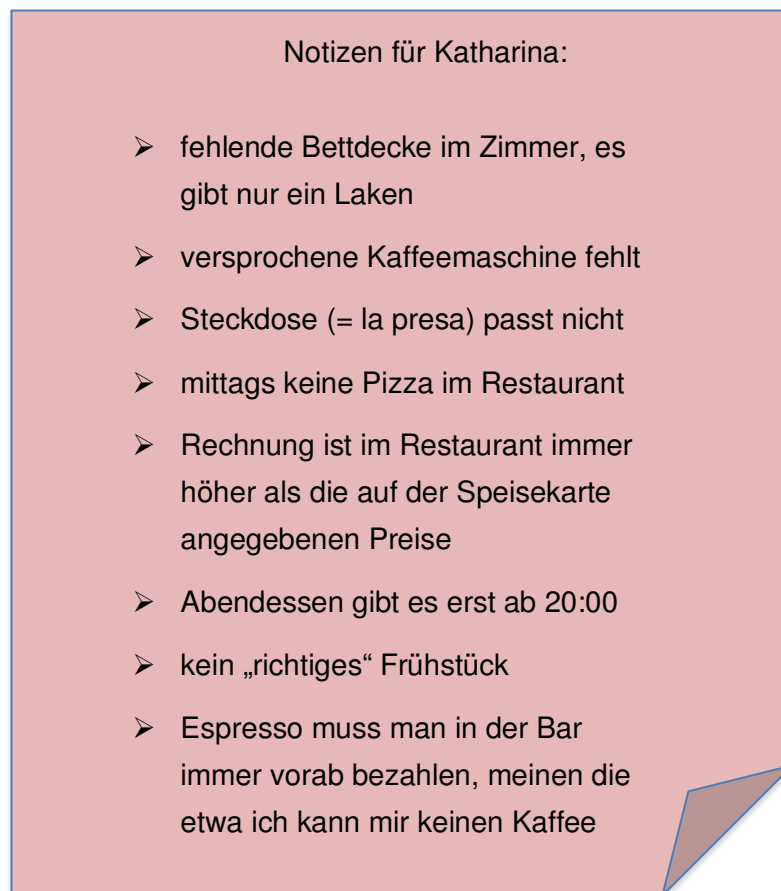 Notizen für Katharina:
➢ fehlende Bettdecke im Zimmer, es
gibt nur ein Laken
➢ versprochene Kaffeemaschine fehlt
➢ Steckdose (= la presa) passt nicht
➢ mittags keine Pizza im Restaurant
➢ Rechnung ist im Restaurant immer
höher als die auf der Speisekarte
angegebenen Preise
➢ Abendessen gibt es erst ab 20:00
➢ kein „richtiges“ Frühstück
➢ Espresso muss man in der Bar
immer vorab bezahlen, meinen die
etwa ich kann mir keinen Kaffee